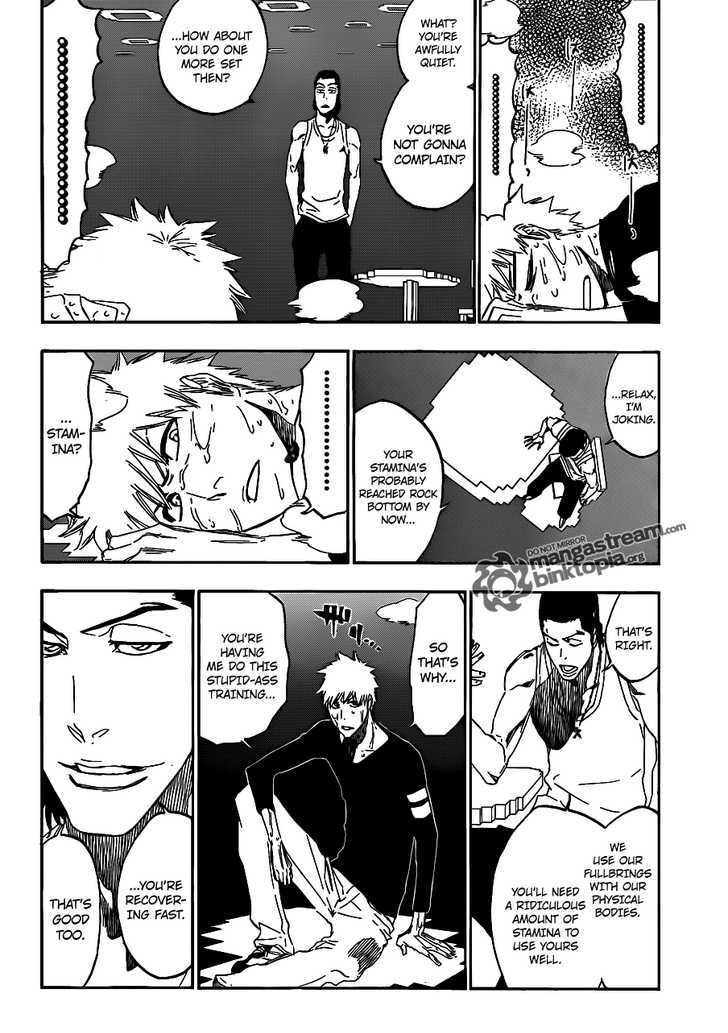 WHAT?
YOU'RE
AWFULLY
QUIET.
YOU'RE
NOT GONNA
COMPLAIN?
...HOW ABOUT
YOU DO ONE
MORE SET
THEN?
...RELAX,
I'M
JOKING.
YOUR
STAMINA'S
PROBABLY
REACHED ROCK
BOTTOM BY
NOW...
...
STAM-
INA?
DO NOT MIRROR
mangastream.com
binktopia.org
THAT'S
RIGHT.
WE
USE OUR
FULLBRINGS
WITH OUR
PHYSICAL
BODIES.
YOU'LL NEED
A RIDICULOUS
AMOUNT OF
STAMINA TO
USE YOURS
WELL.
SO
THAT'S
WHY...
YOU'RE
HAVING ME
DO THIS
STUPID-ASS
TRAINING...
...YOU'RE
RECOVER-
ING FAST.
THAT'S
GOOD
TOO.